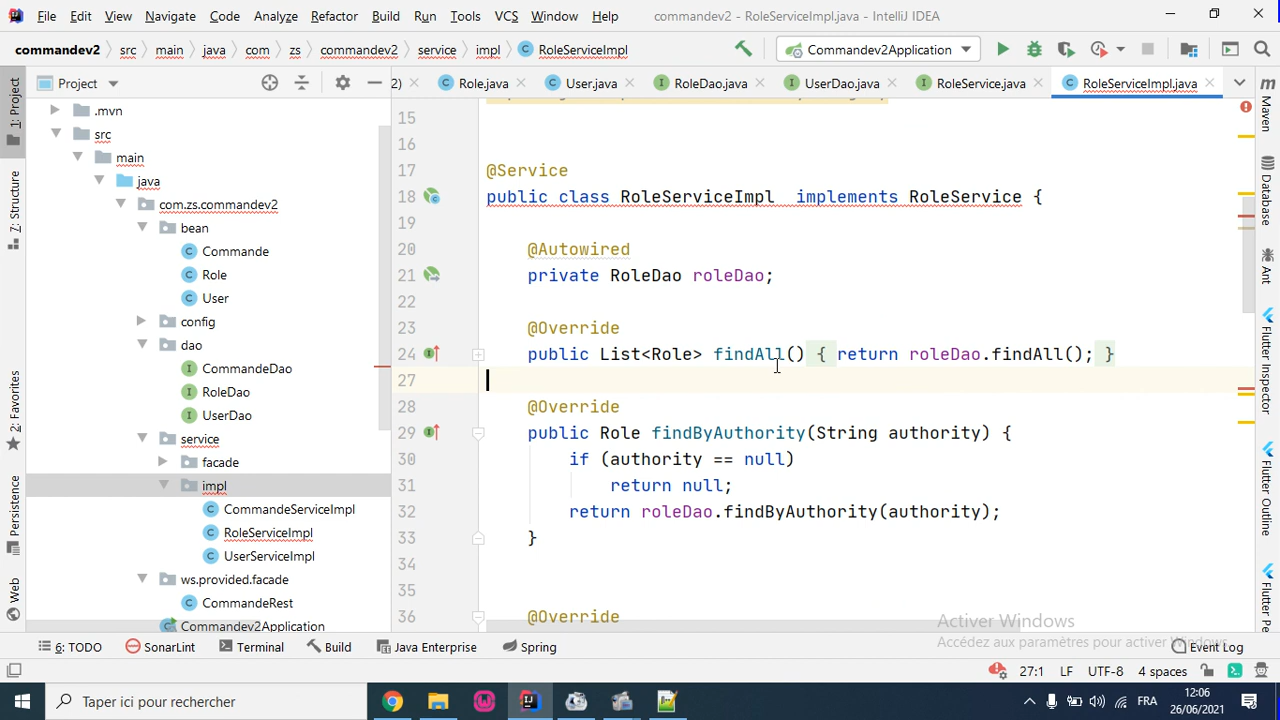 File Edit View Navigate Code Analyze Refactor Build Run Tools VCS Window Help commandev2 - RoleServiceImpl.java - IntelliJ IDEA
commandev2 src main java com zs commandev2 service impl RoleServiceImpl Commandev2Application
Project 2) Role.java User.java RoleDao.java UserDao.java RoleService.java RoleServiceImpl.java
1: Project
Z: Structure
2: Favorites
Persistence
Web
.mvn
src
main
java
com.zs.commandev2
bean
Commande
Role
User
config
dao
CommandeDao
RoleDao
UserDao
service
facade
impl
CommandeServiceImpl
RoleServiceImpl
UserServiceImpl
ws.provided.facade
CommandeRest
Commandev2Application
15
16
17 @Service
18 public class RoleServiceImpl  implements RoleService {
19
20 @Autowired
21 private RoleDao roleDao;
22
23 @Override
24 public List<Role> findAll() { return roleDao.findAll(); }
27
28 @Override
29 public Role findByAuthority(String authority) {
30 if (authority == null)
31 return null;
32 return roleDao.findByAuthority(authority);
33 }
34
35
36 @Override
Maven
Database
Ant
Flutter Inspector
Flutter Outline
Flutter Pe
Activer Windows
Accédez aux paramètres pour activer Windows.
6: TODO SonarLint Terminal Build Java Enterprise Spring Event Log
27:1 LF UTF-8 4 spaces
Taper ici pour rechercher FRA 12:06
26/06/2021